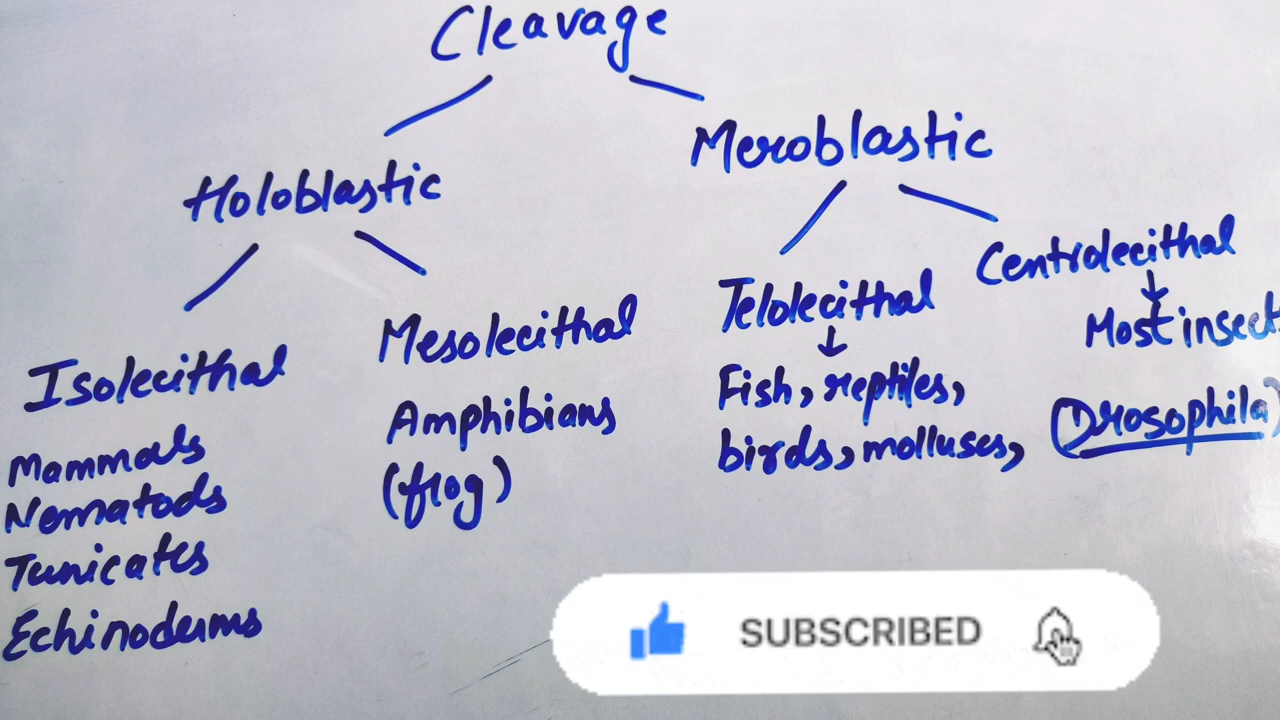 Cleavage
Holoblastic
Meroblastic
Isolecithal
Mammals
Nematods
Tunicates
Echinoderms
Mesolecithal
Amphibians
(frog)
Telolecithal
Fish, reptiles,
birds, molluscs,
Centrolecithal
Most insect
(Drosophila)
SUBSCRIBED